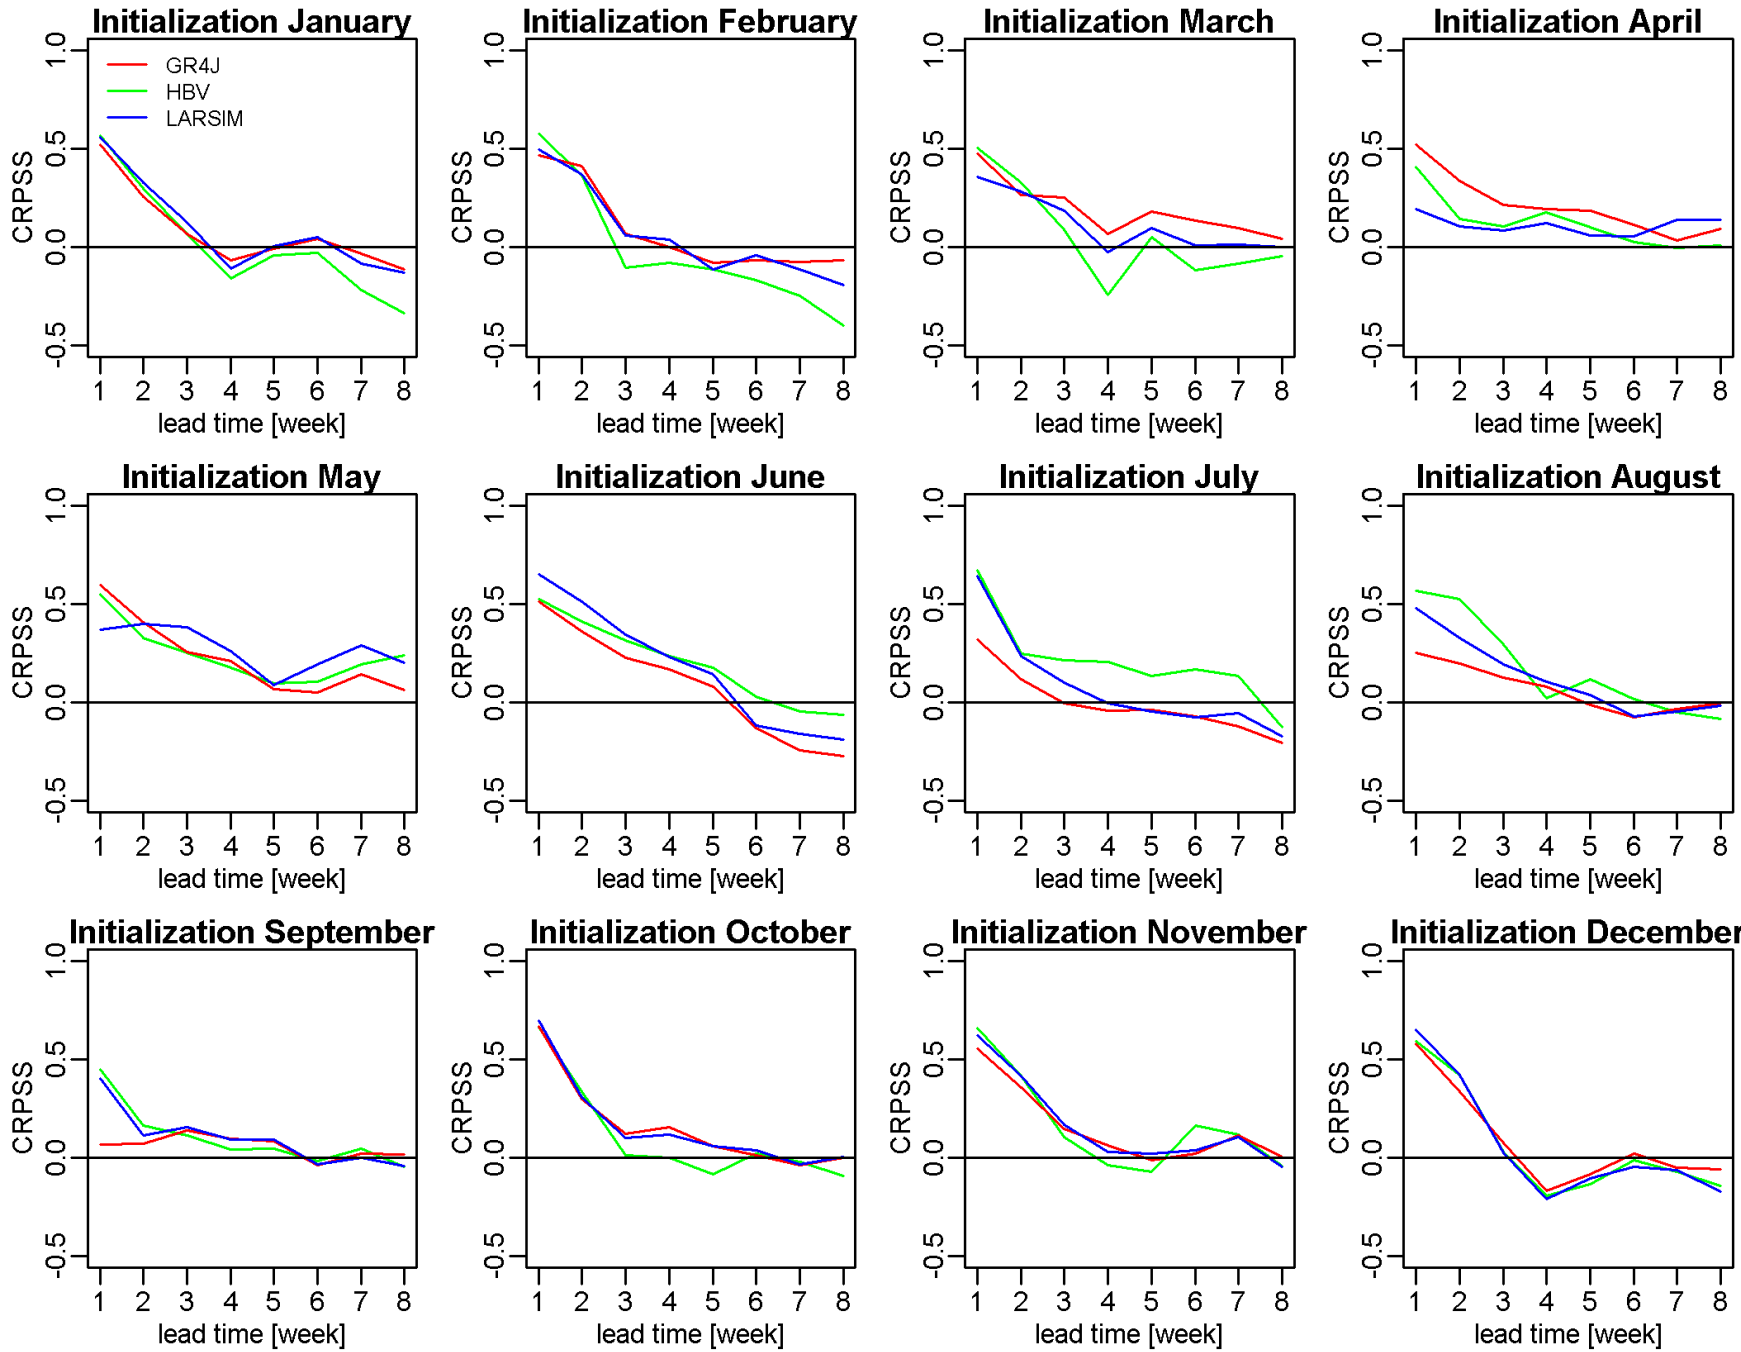 Initialization January
1.0
0.5
0.0
-0.5
CRPSS
GR4J
HBV
LARSIM
1 2 3 4 5 6 7 8
lead time [week]
Initialization February
1.0
0.5
0.0
-0.5
CRPSS
1 2 3 4 5 6 7 8
lead time [week]
Initialization March
1.0
0.5
0.0
-0.5
CRPSS
1 2 3 4 5 6 7 8
lead time [week]
Initialization April
1.0
0.5
0.0
-0.5
CRPSS
1 2 3 4 5 6 7 8
lead time [week]
Initialization May
1.0
0.5
0.0
-0.5
CRPSS
1 2 3 4 5 6 7 8
lead time [week]
Initialization June
1.0
0.5
0.0
-0.5
CRPSS
1 2 3 4 5 6 7 8
lead time [week]
Initialization July
1.0
0.5
0.0
-0.5
CRPSS
1 2 3 4 5 6 7 8
lead time [week]
Initialization August
1.0
0.5
0.0
-0.5
CRPSS
1 2 3 4 5 6 7 8
lead time [week]
Initialization September
1.0
0.5
0.0
-0.5
CRPSS
1 2 3 4 5 6 7 8
lead time [week]
Initialization October
1.0
0.5
0.0
-0.5
CRPSS
1 2 3 4 5 6 7 8
lead time [week]
Initialization November
1.0
0.5
0.0
-0.5
CRPSS
1 2 3 4 5 6 7 8
lead time [week]
Initialization December
1.0
0.5
0.0
-0.5
CRPSS
1 2 3 4 5 6 7 8
lead time [week]